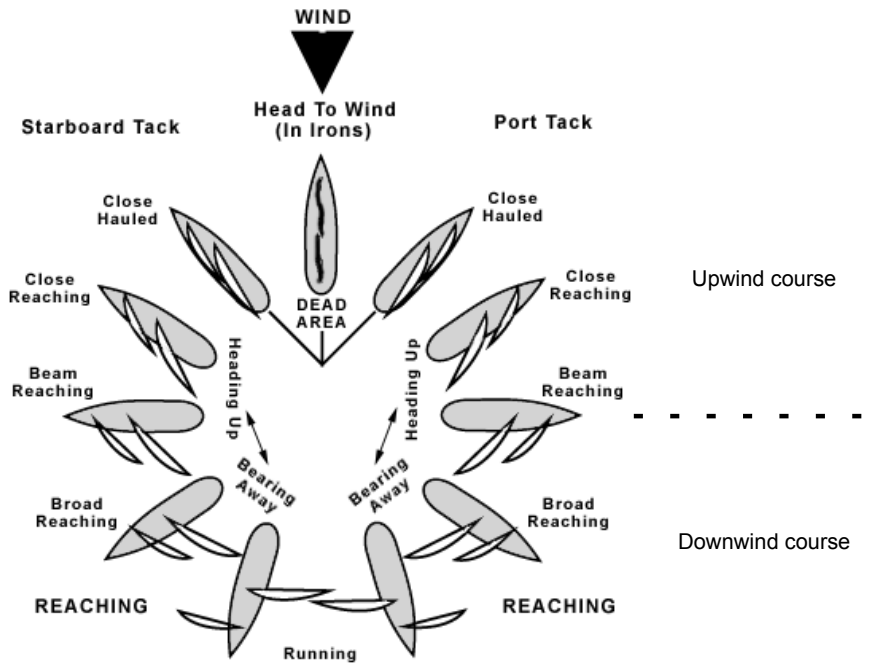 WIND
Head To Wind
(In Irons)
Starboard Tack
Port Tack
Close
Hauled
Close
Hauled
Close
Reaching
DEAD
AREA
Close
Reaching
Upwind course
Heading Up
Heading Up
Beam
Reaching
Beam
Reaching
Bearing
Away
Bearing
Away
Broad
Reaching
Broad
Reaching
Downwind course
REACHING
REACHING
Running